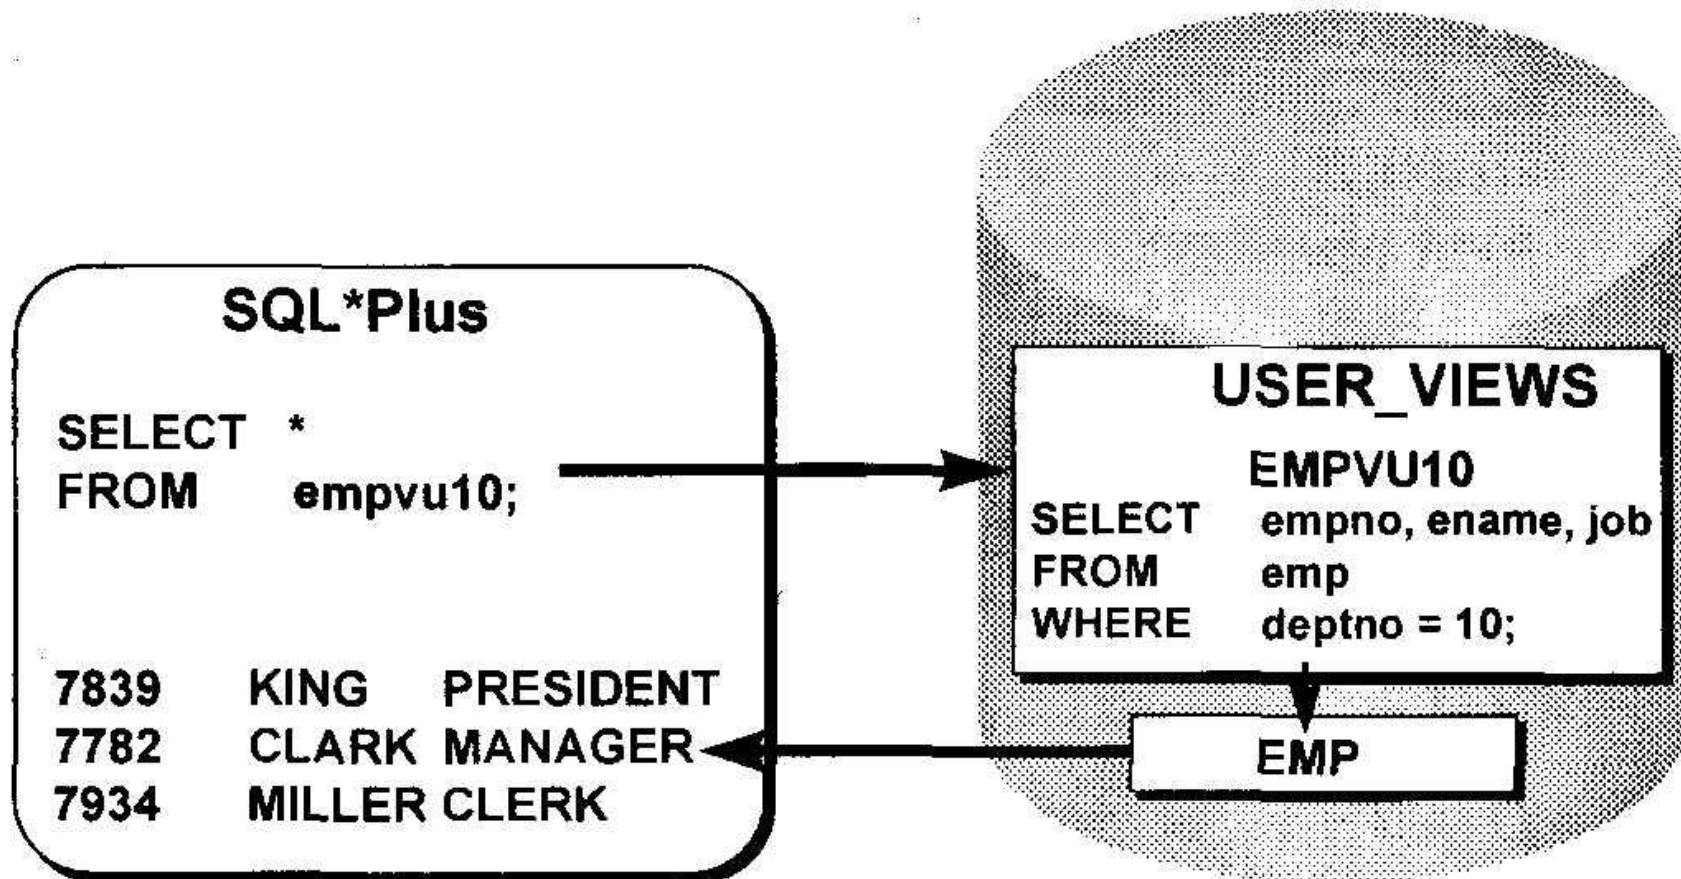 SQL*Plus
SELECT *
FROM empvu10;
7839 KING PRESIDENT
7782 CLARK MANAGER
7934 MILLER CLERK
USER_VIEWS
EMPVU10
SELECT empno, ename, job
FROM emp
WHERE deptno = 10;
EMP